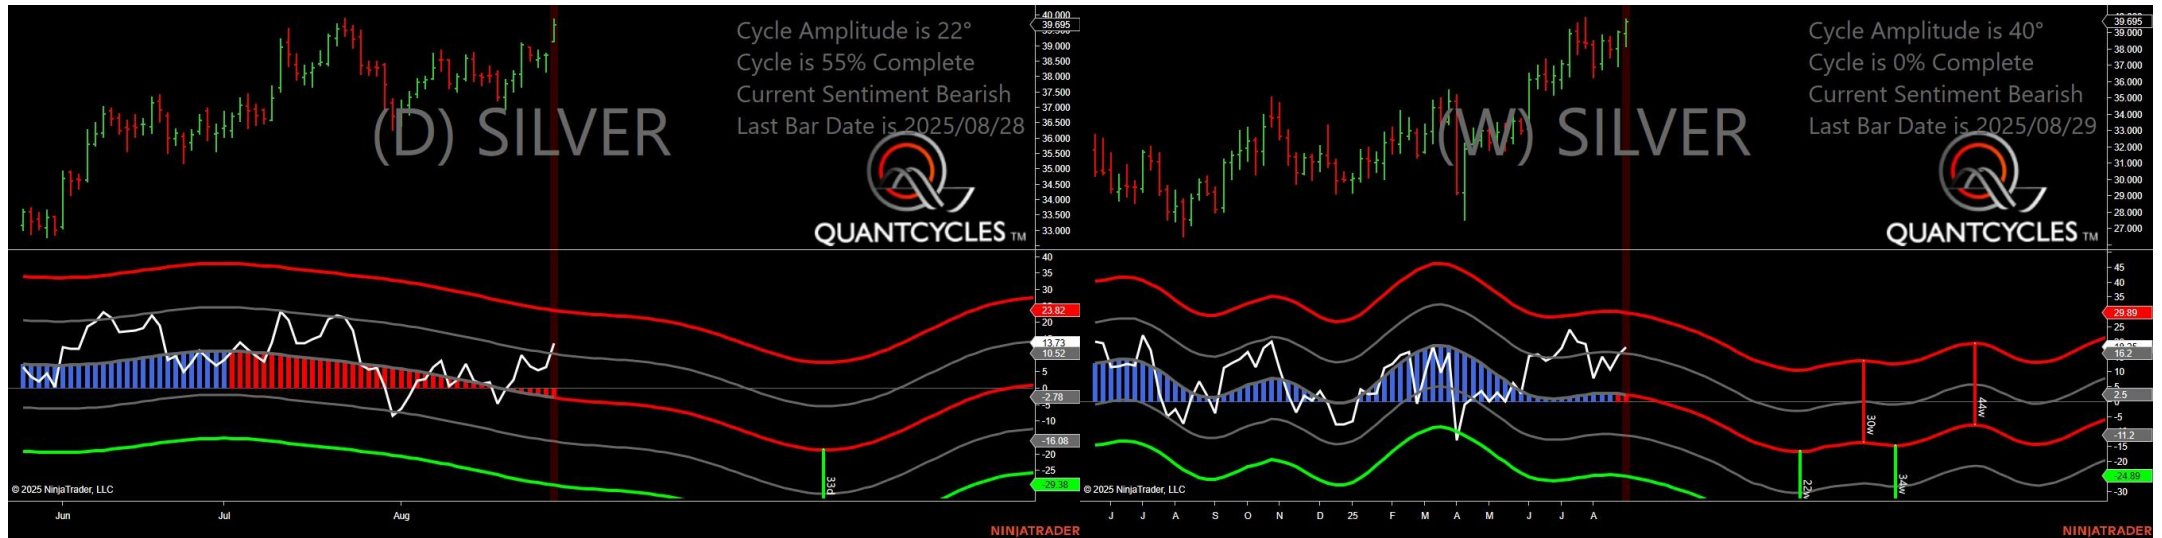 Cycle Amplitude is 22°
Cycle is 55% Complete
Current Sentiment Bearish
Last Bar Date is 2025/08/28
(D) SILVER
QUANTCYCLES TM
40.000
39.695
39.000
38.500
38.000
37.500
37.000
36.500
36.000
35.500
35.000
34.500
34.000
33.500
33.000
40
35
30
23.82
20
13.73
10.52
5
0
-2.78
-5
-10
-16.08
-20
-25
-29.38
33d
© 2025 NinjaTrader, LLC
Jun Jul Aug
NINJATRADER
Cycle Amplitude is 40°
Cycle is 0% Complete
Current Sentiment Bearish
Last Bar Date is 2025/08/29
(W) SILVER
QUANTCYCLES TM
39.695
39.000
38.000
37.000
36.000
35.000
34.000
33.000
32.000
31.000
30.000
29.000
28.000
27.000
45
40
35
29.89
25
16.2
10
5
2.5
0
-5
-11.2
-15
-20
-24.89
-30
30w
44w
22w
34w
© 2025 NinjaTrader, LLC
J J A S O N D 25 F M A M J J A
NINJATRADER